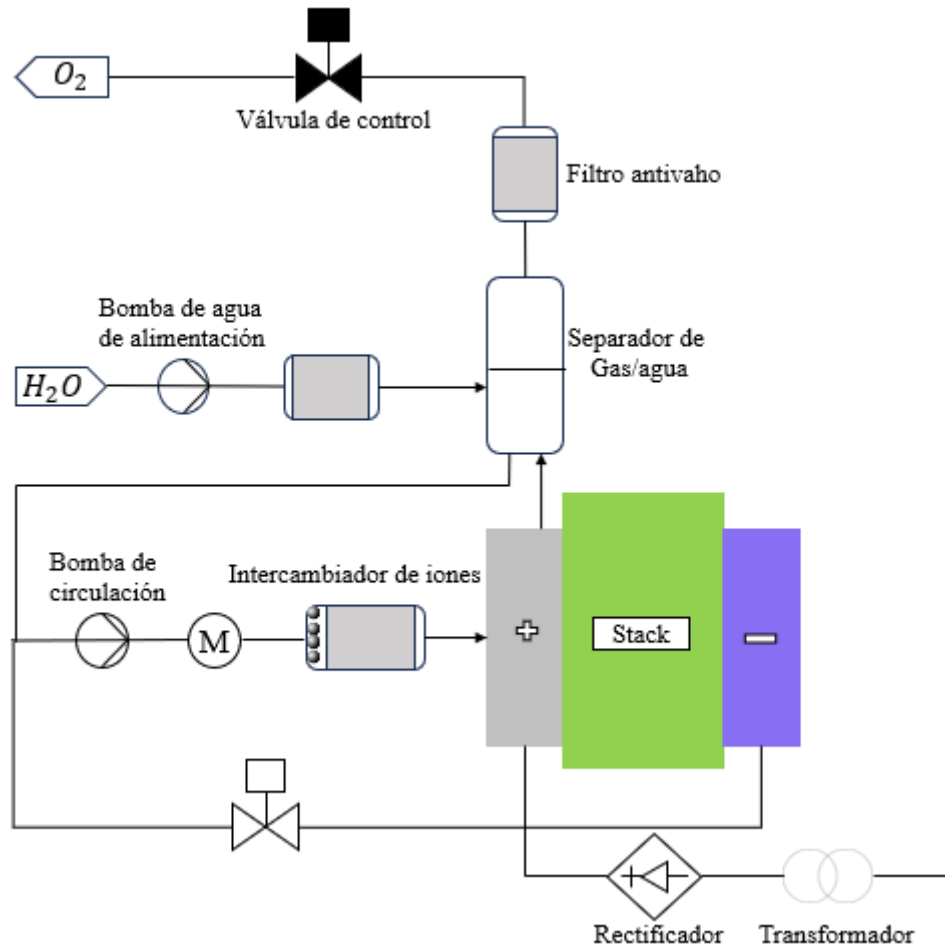 O₂
Válvula de control
Filtro antivaho
Bomba de agua
de alimentación
Separador de
Gas/agua
H₂O
Bomba de
circulación
Intercambiador de iones
M
+
Stack
−
Rectificador
Transformador